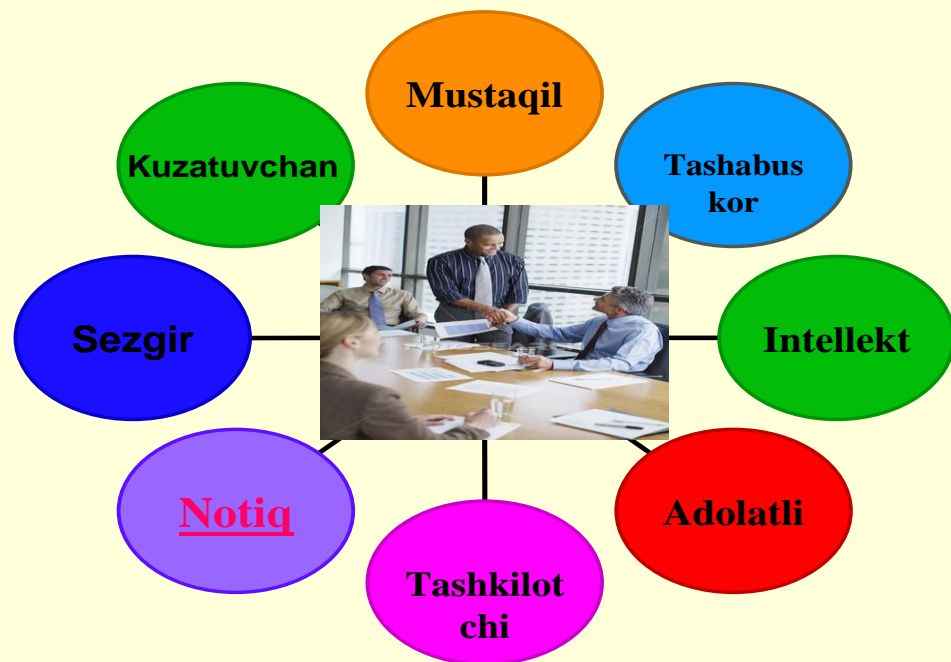 Mustaqil
Kuzatuvchan
Tashabus
kor
Sezgir
Intellekt
Notiq
Adolatli
Tashkilot
chi